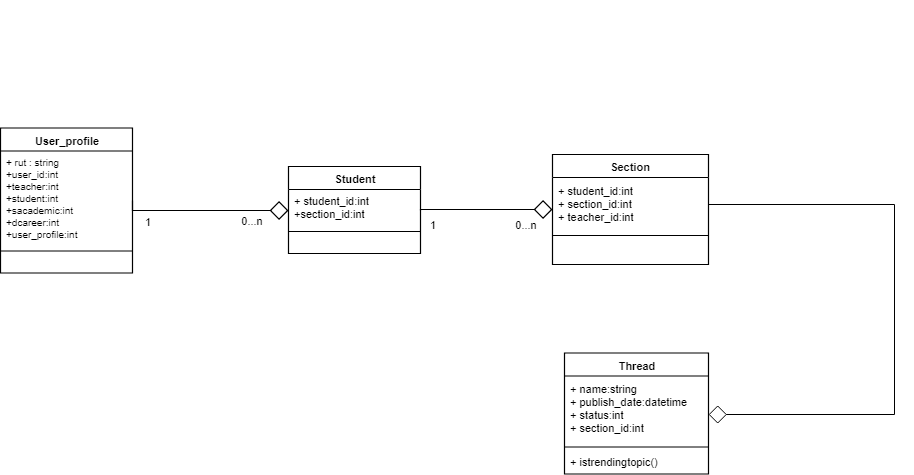 User_profile
+ rut : string
+user_id:int
+teacher:int
+student:int
+sacademic:int
+dcareer:int
+user_profile:int
1
0...n
Student
+ student_id:int
+section_id:int
1
0...n
Section
+ student_id:int
+ section_id:int
+ teacher_id:int
Thread
+ name:string
+ publish_date:datetime
+ status:int
+ section_id:int
+ istrendingtopic()